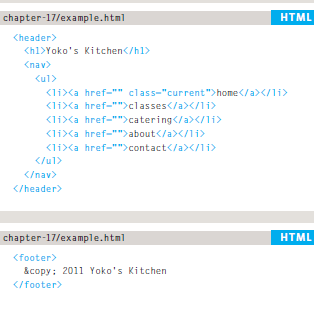 chapter-17/example.html HTML
<header>
<h1>Yoko's Kitchen</h1>
<nav>
<ul>
<li><a href="" class="current">home</a></li>
<li><a href="">classes</a></li>
<li><a href="">catering</a></li>
<li><a href="">about</a></li>
<li><a href="">contact</a></li>
</ul>
</nav>
</header>
chapter-17/example.html HTML
<footer>
&copy; 2011 Yoko's Kitchen
</footer>